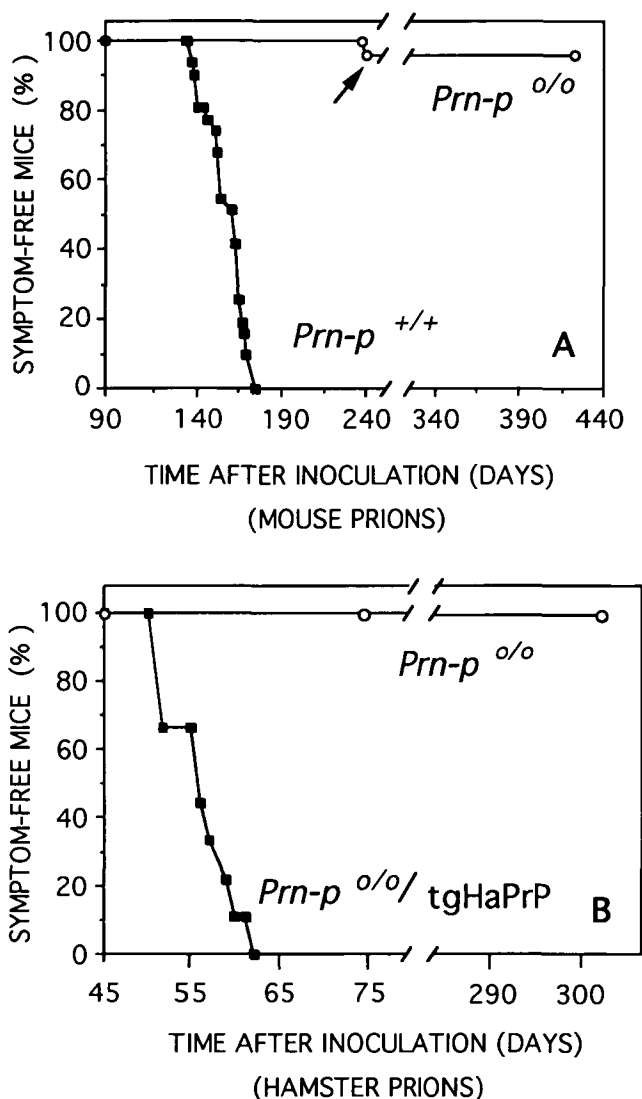 SYMPTOM-FREE MICE (%)
100
80
60
40
20
0
Prn-p o/o
Prn-p +/+
A
90 140 190 240 340 390 440
TIME AFTER INOCULATION (DAYS)
(MOUSE PRIONS)
SYMPTOM-FREE MICE (%)
100
80
60
40
20
0
Prn-p o/o
Prn-p o/o/ tgHaPrP
B
45 55 65 75 290 300
TIME AFTER INOCULATION (DAYS)
(HAMSTER PRIONS)